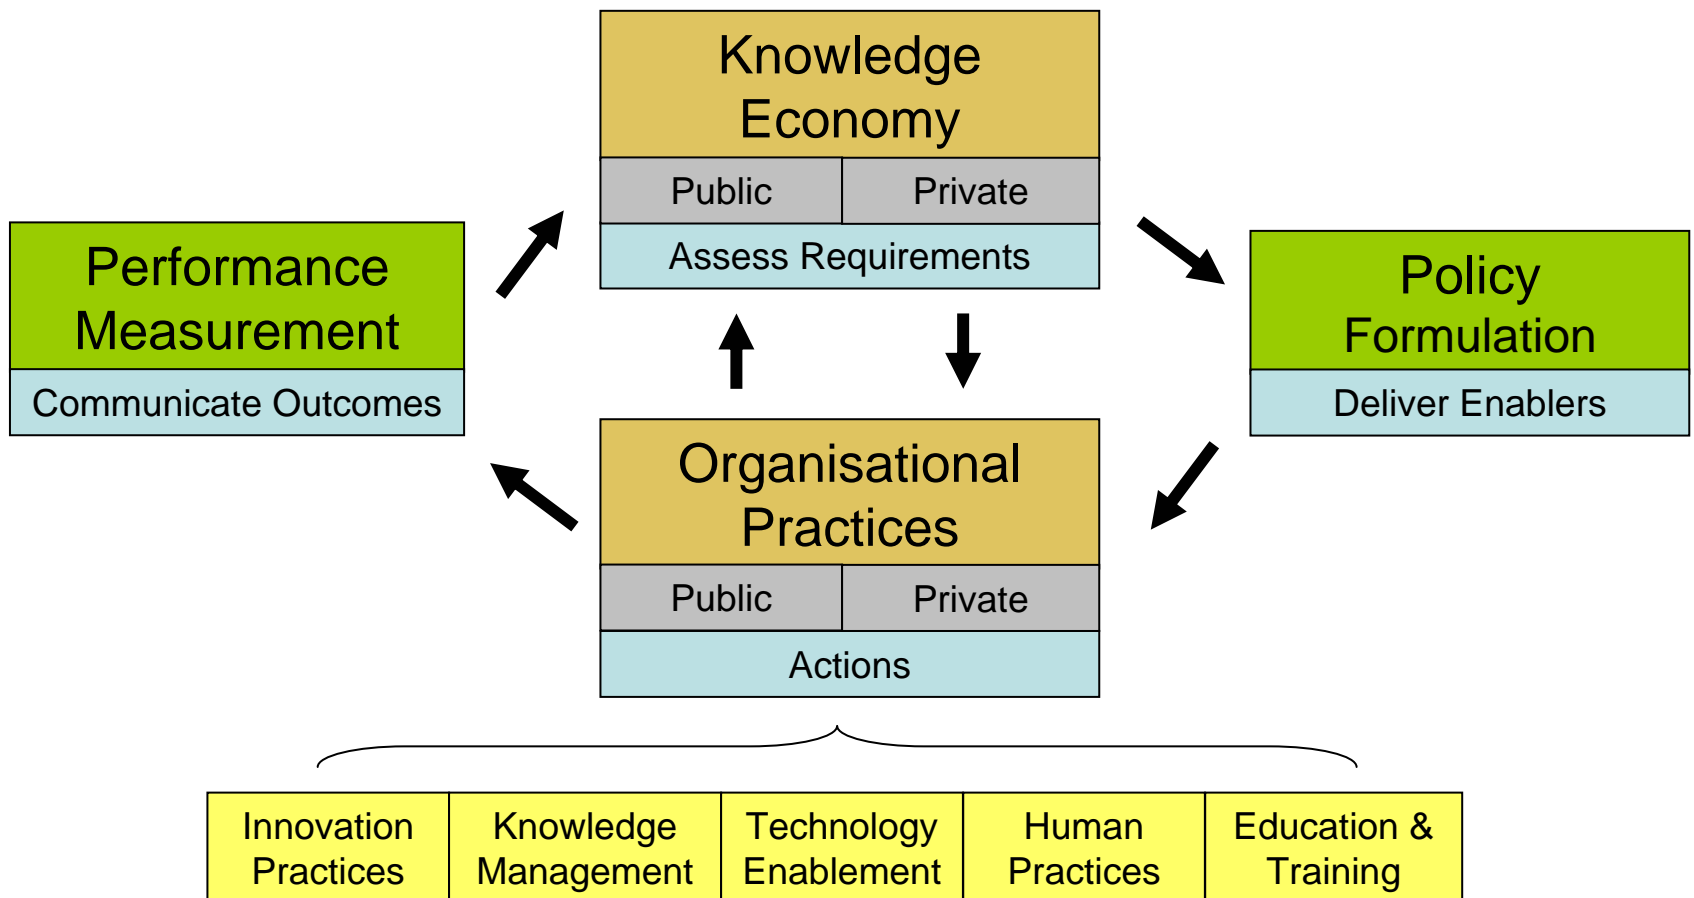 Knowledge
Economy
Public
Private
Assess Requirements
Performance
Measurement
Communicate Outcomes
Policy
Formulation
Deliver Enablers
Organisational
Practices
Public
Private
Actions
Innovation
Practices
Knowledge
Management
Technology
Enablement
Human
Practices
Education &
Training